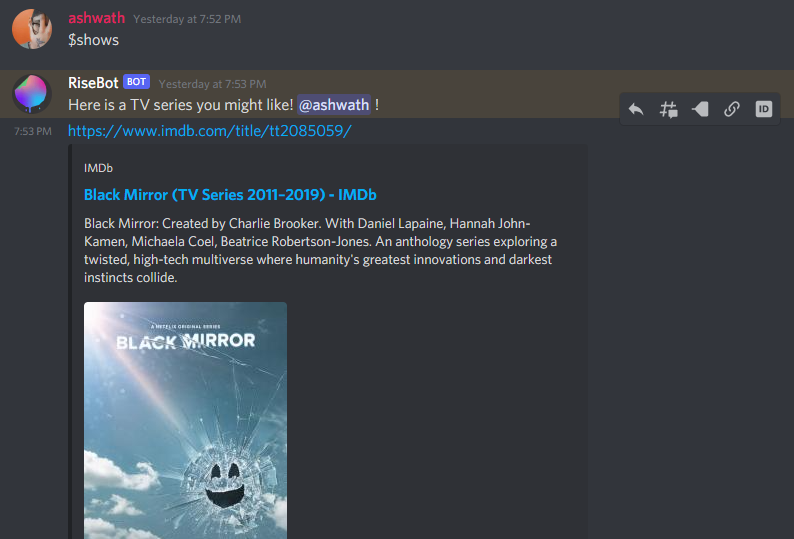 ashwath Yesterday at 7:52 PM
$shows
RiseBot BOT Yesterday at 7:53 PM
Here is a TV series you might like! @ashwath !
ID
7:53 PM https://www.imdb.com/title/tt2085059/
IMDb
Black Mirror (TV Series 2011–2019) - IMDb
Black Mirror: Created by Charlie Brooker. With Daniel Lapaine, Hannah John-
Kamen, Michaela Coel, Beatrice Robertson-Jones. An anthology series exploring a
twisted, high-tech multiverse where humanity's greatest innovations and darkest
instincts collide.
A NETFLIX ORIGINAL SERIES
BLACK MIRROR